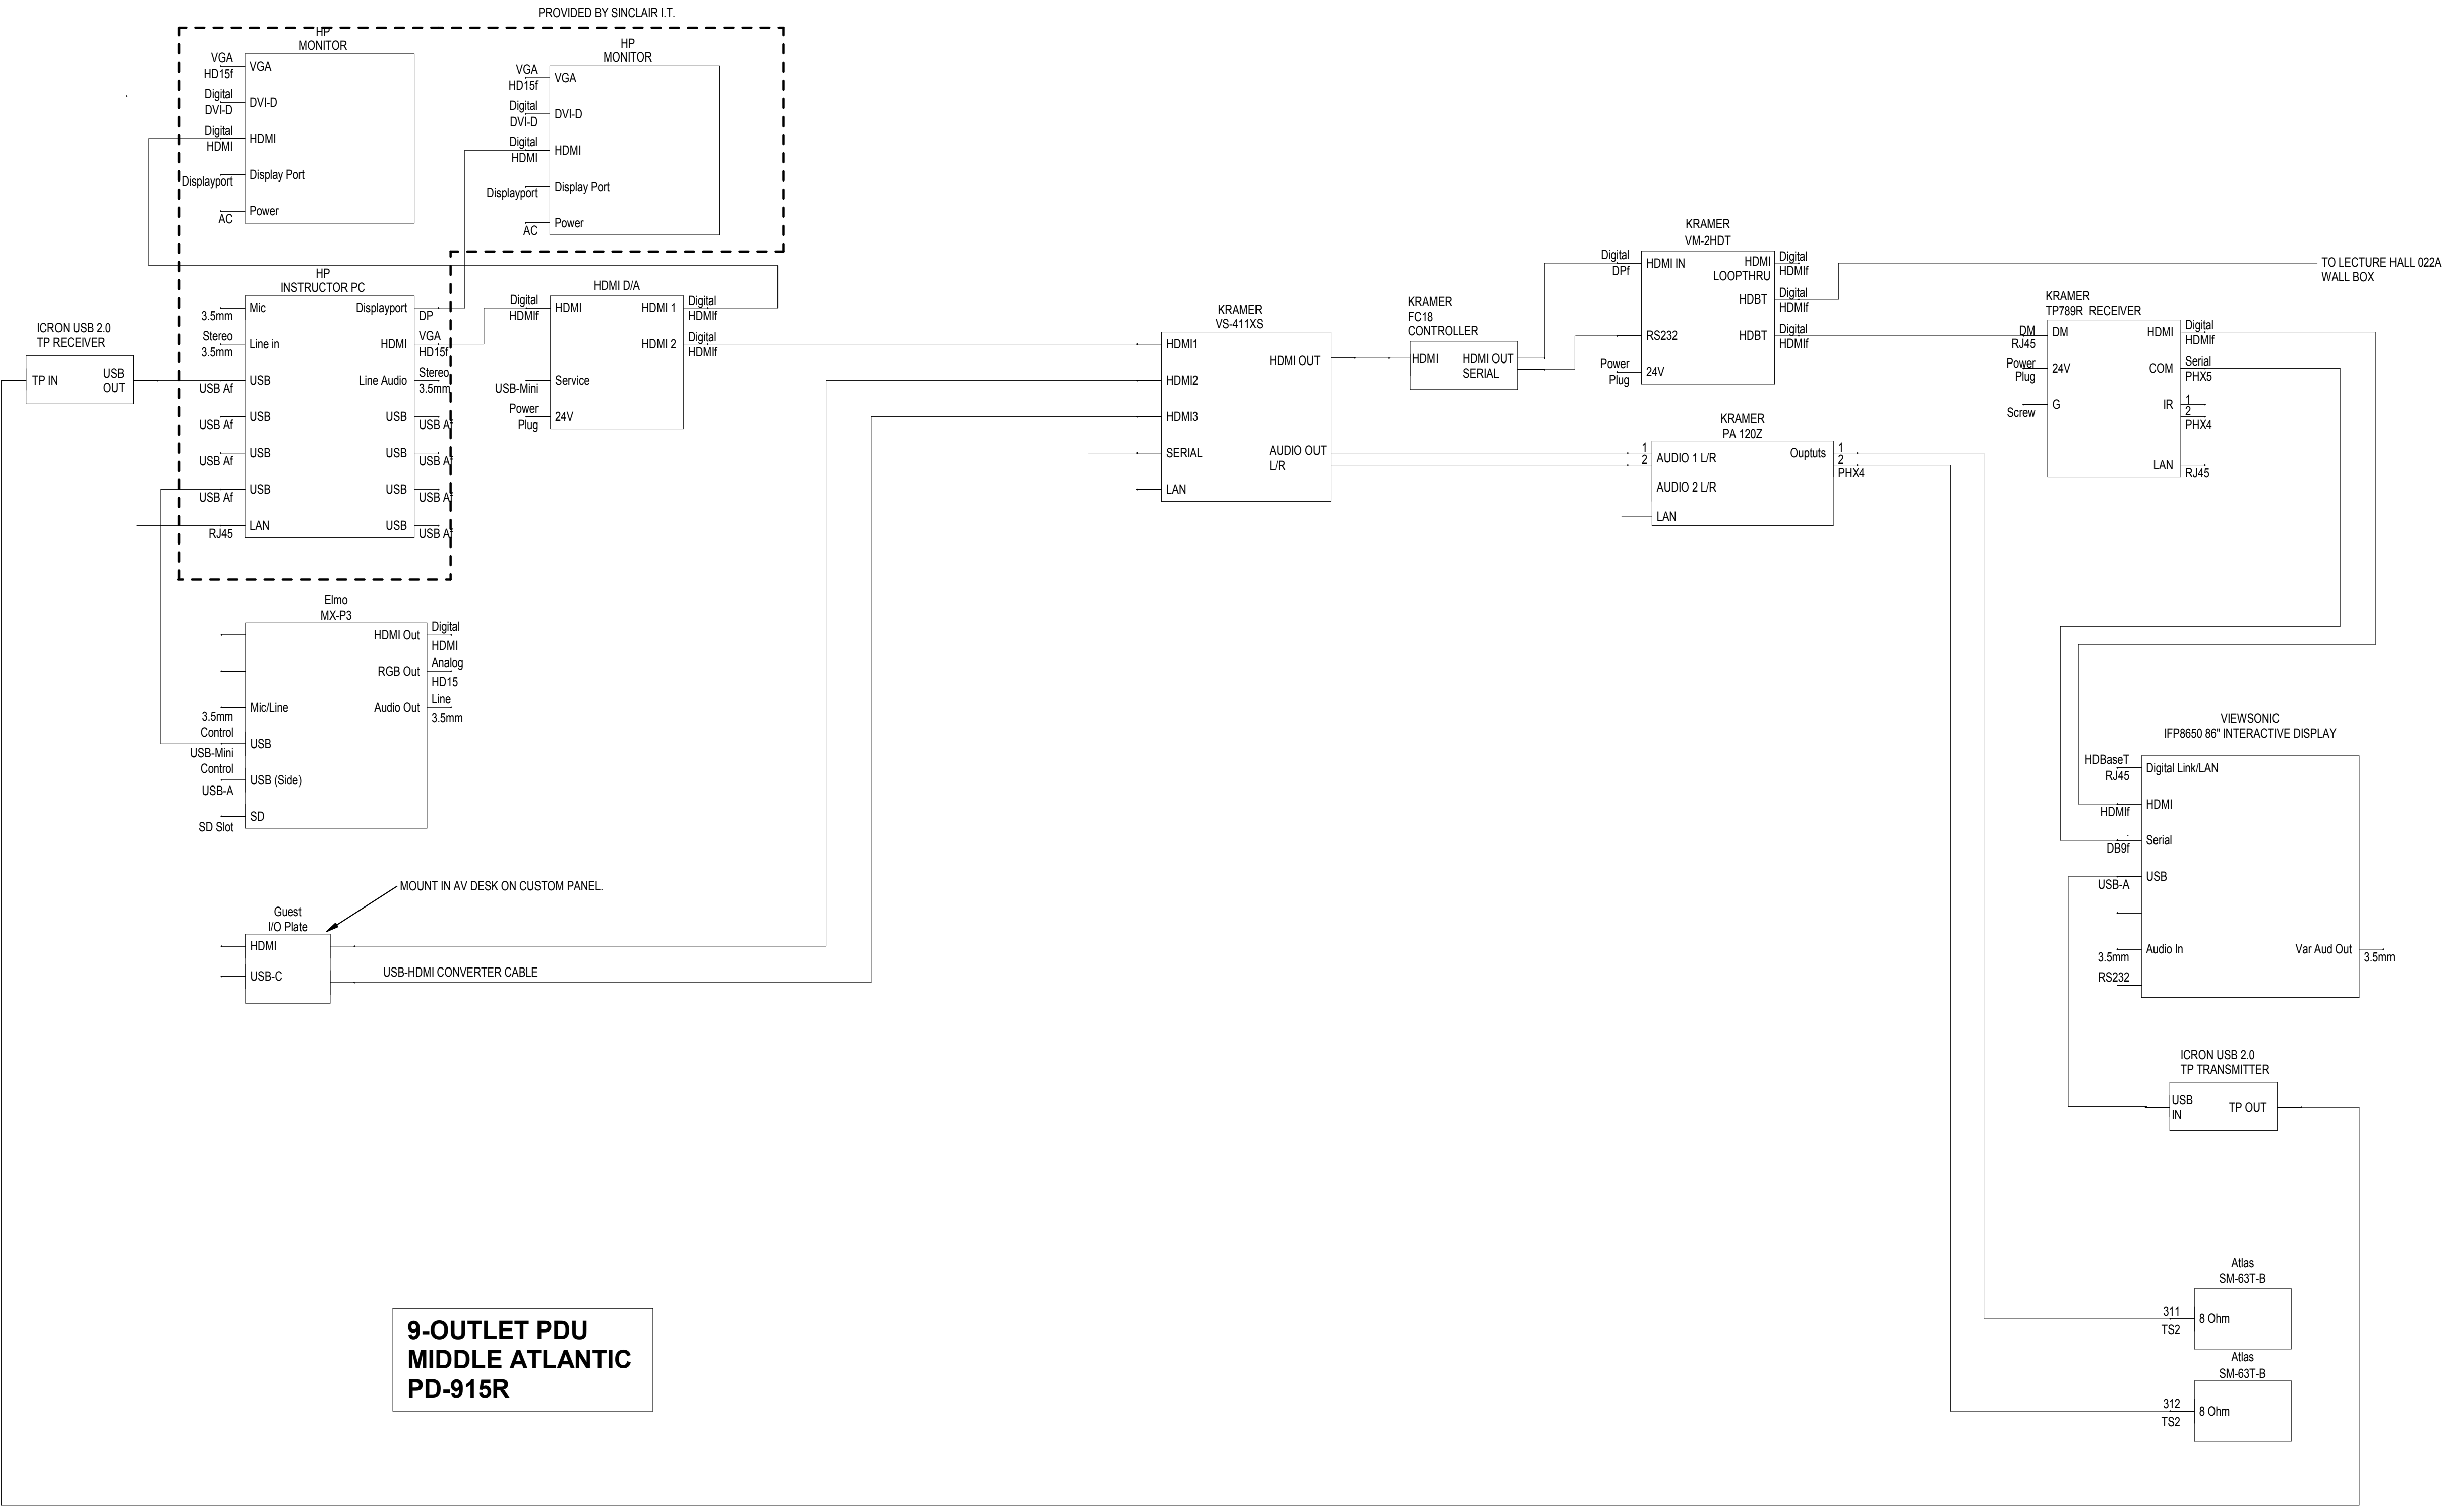 PROVIDED BY SINCLAIR I.T.
HP
MONITOR
VGA
HD15f
VGA
Digital
DVI-D
DVI-D
Digital
HDMI
HDMI
Displayport
Display Port
AC
Power
HP
MONITOR
VGA
HD15f
VGA
Digital
DVI-D
DVI-D
Digital
HDMI
HDMI
Displayport
Display Port
AC
Power
ICRON USB 2.0
TP RECEIVER
TP IN
USB
OUT
HP
INSTRUCTOR PC
3.5mm
Mic
Stereo
3.5mm
Line in
USB Af
USB
USB Af
USB
USB Af
USB
USB Af
USB
RJ45
LAN
Displayport
DP
HDMI
VGA
HD15f
Line Audio
Stereo
3.5mm
USB
USB Af
USB
USB Af
USB
USB Af
USB
USB Af
HDMI D/A
Digital
HDMIf
HDMI
USB-Mini
Service
Power
Plug
24V
HDMI 1
Digital
HDMIf
HDMI 2
Digital
HDMIf
Elmo
MX-P3
3.5mm
Mic/Line
Control
USB-Mini
USB
Control
USB-A
USB (Side)
SD Slot
SD
HDMI Out
Digital
HDMI
RGB Out
Analog
HD15
Audio Out
Line
3.5mm
MOUNT IN AV DESK ON CUSTOM PANEL.
Guest
I/O Plate
HDMI
USB-C
USB-HDMI CONVERTER CABLE
9-OUTLET PDU
MIDDLE ATLANTIC
PD-915R
KRAMER
VS-411XS
HDMI1
HDMI2
HDMI3
SERIAL
LAN
HDMI OUT
AUDIO OUT
L/R
KRAMER
FC18
CONTROLLER
HDMI
HDMI OUT
SERIAL
KRAMER
VM-2HDT
Digital
DPf
HDMI IN
RS232
Power
Plug
24V
HDMI
LOOPTHRU
Digital
HDMIf
HDBT
Digital
HDMIf
HDBT
Digital
HDMIf
TO LECTURE HALL 022A
WALL BOX
KRAMER
PA 120Z
1
2
AUDIO 1 L/R
AUDIO 2 L/R
LAN
Ouptuts
1
2
PHX4
KRAMER
TP789R RECEIVER
DM
RJ45
DM
Power
Plug
24V
Screw
G
HDMI
Digital
HDMIf
COM
Serial
PHX5
IR
1
2
PHX4
LAN
RJ45
VIEWSONIC
IFP8650 86" INTERACTIVE DISPLAY
HDBaseT
RJ45
Digital Link/LAN
HDMIf
HDMI
DB9f
Serial
USB-A
USB
3.5mm
Audio In
RS232
Var Aud Out
3.5mm
ICRON USB 2.0
TP TRANSMITTER
USB
IN
TP OUT
Atlas
SM-63T-B
311
TS2
8 Ohm
Atlas
SM-63T-B
312
TS2
8 Ohm